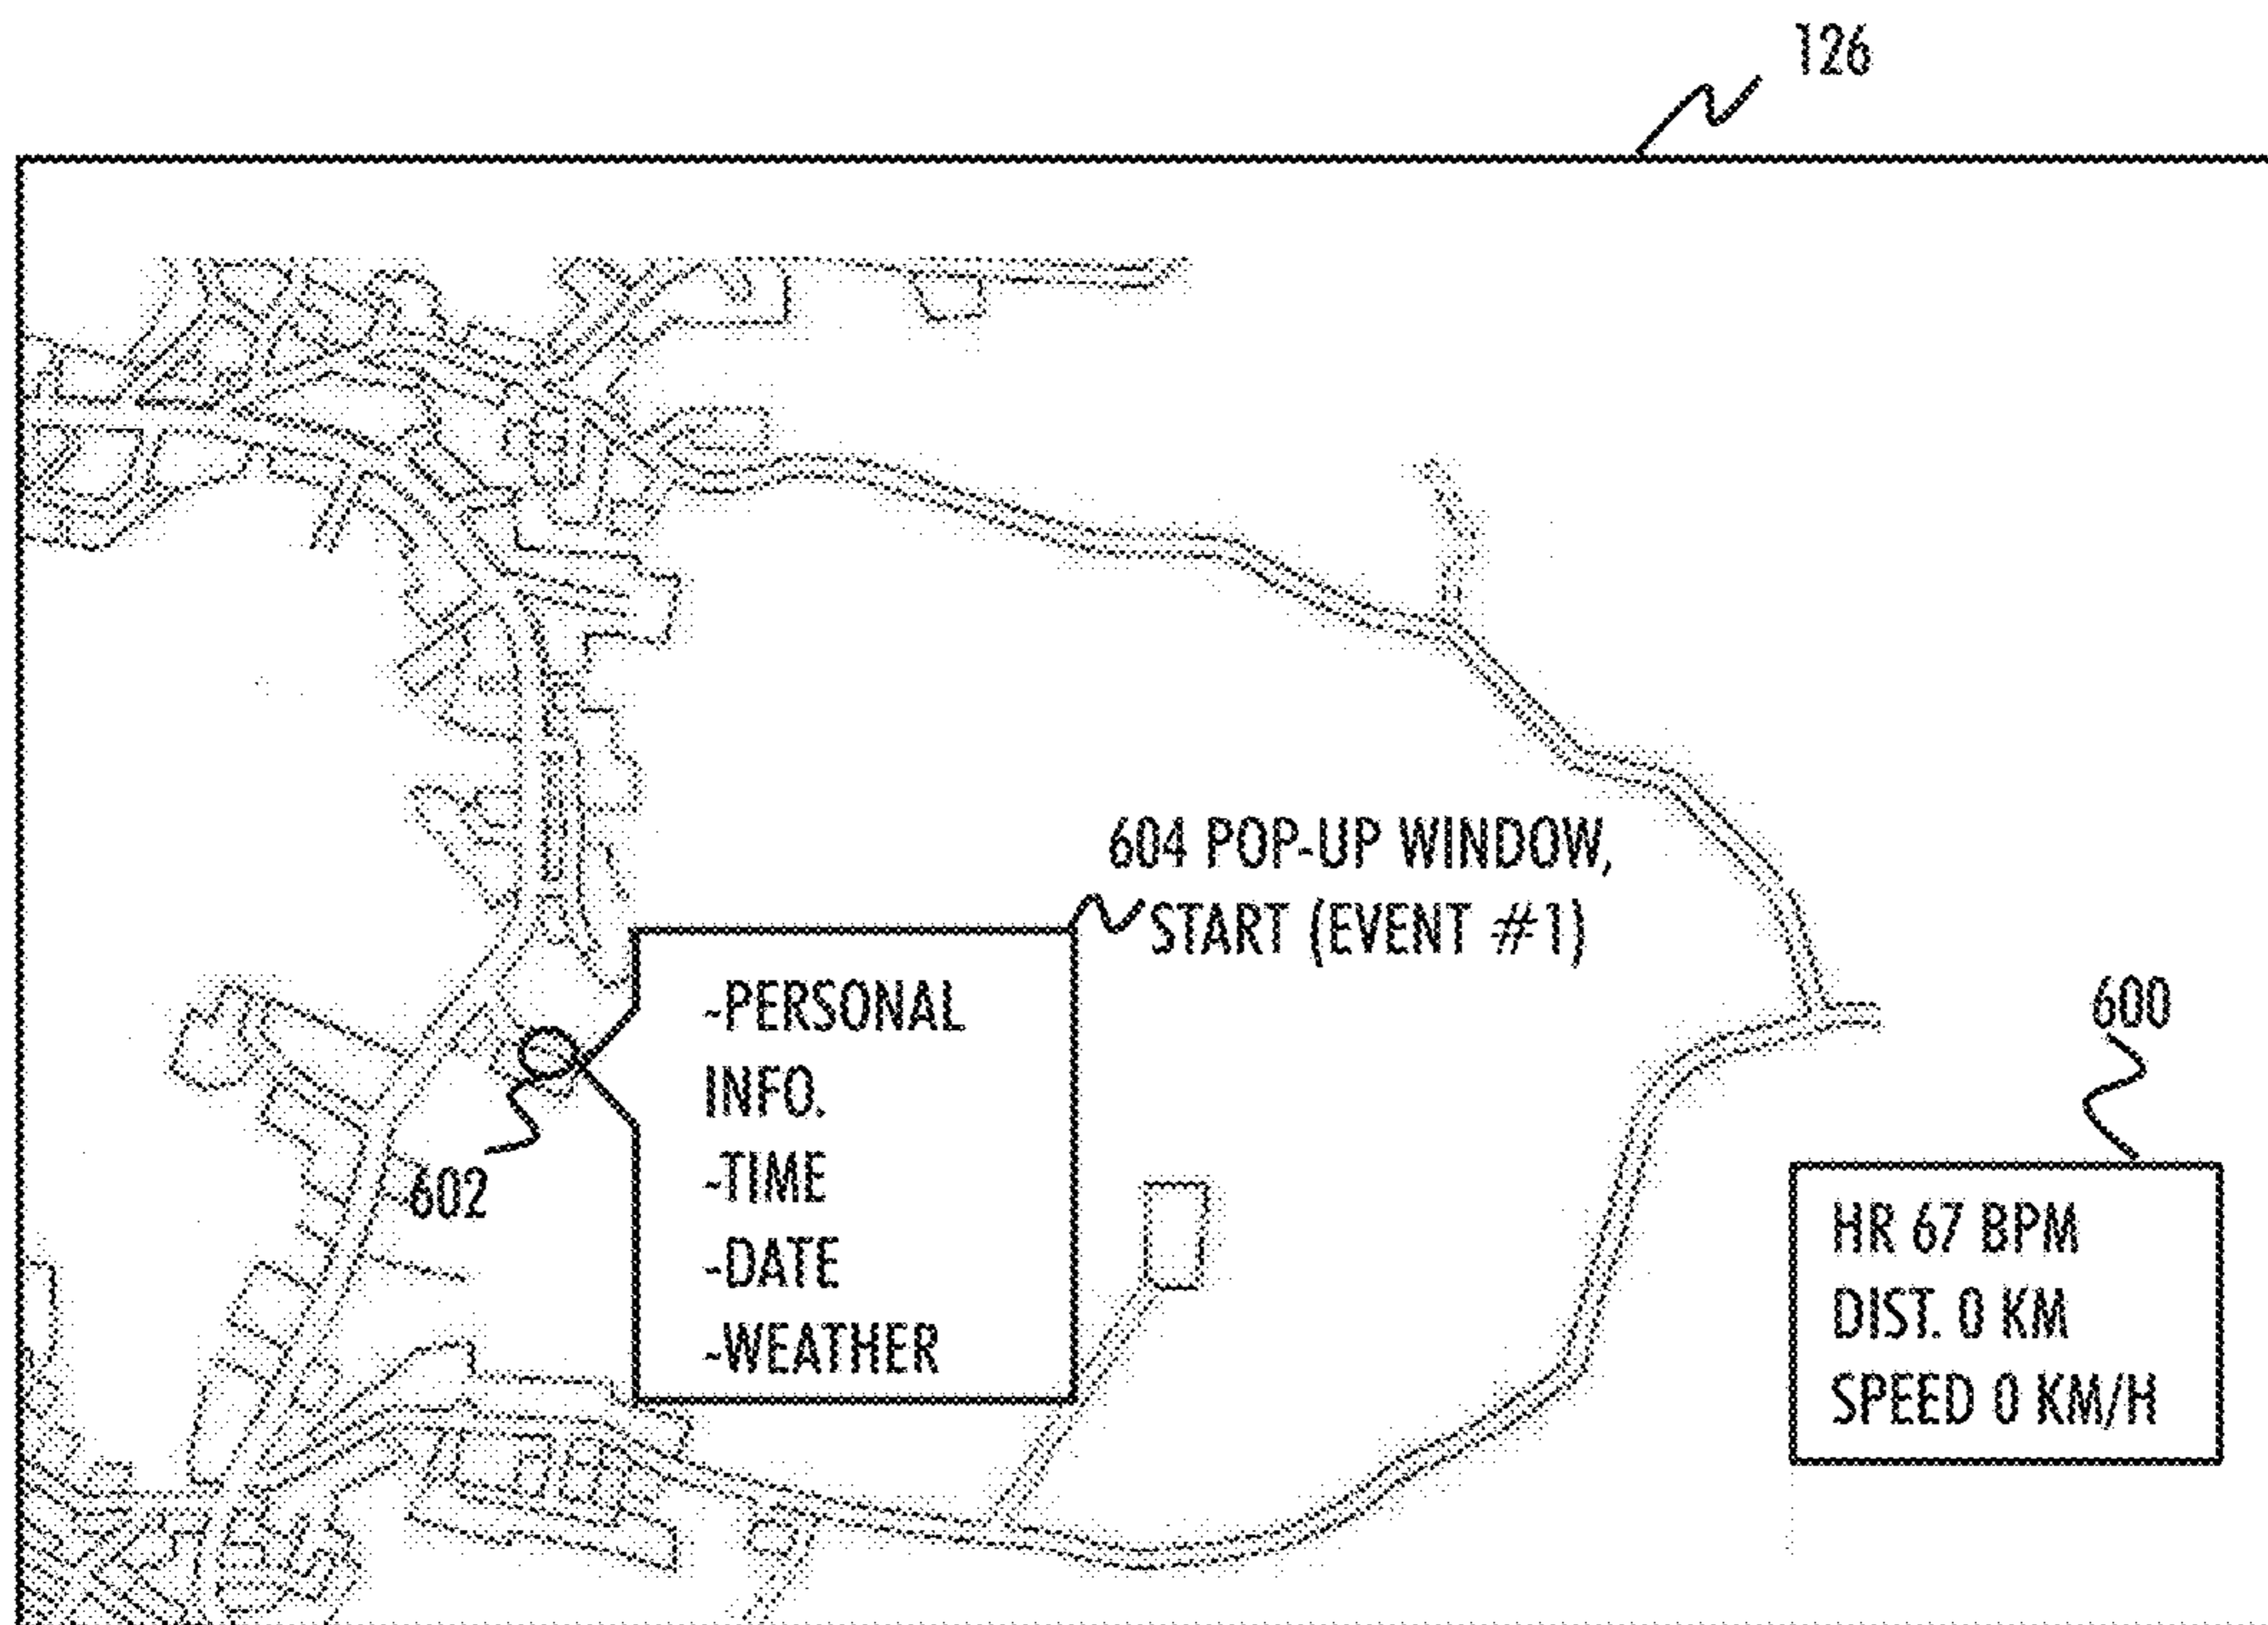 126
604 POP-UP WINDOW,
START (EVENT #1)
-PERSONAL
INFO.
-TIME
-DATE
-WEATHER
602
600
HR 67 BPM
DIST. 0 KM
SPEED 0 KM/H